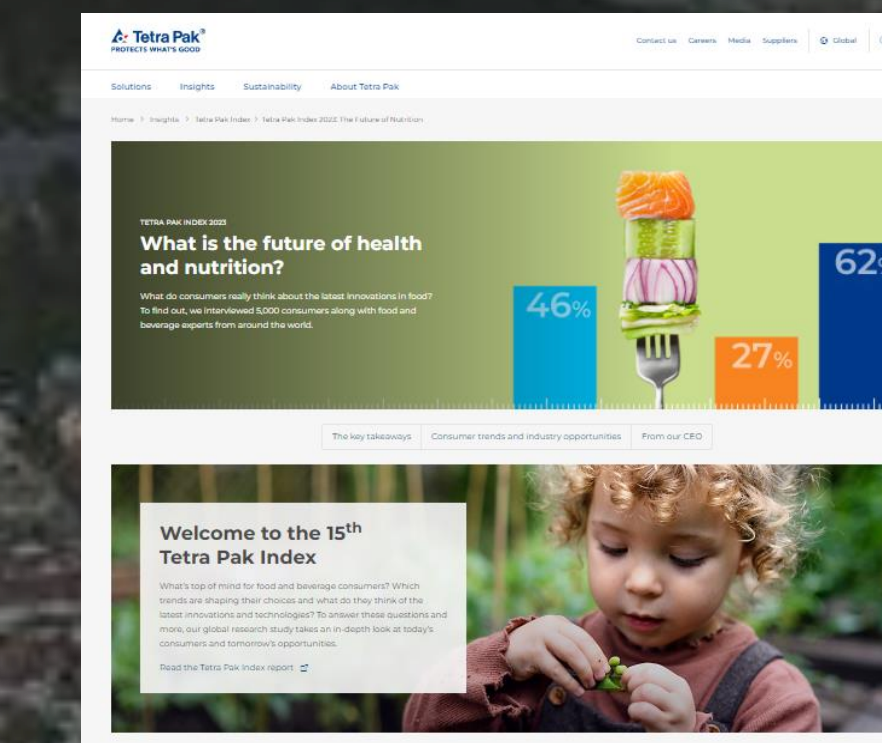 Tetra Pak®
PROTECTS WHAT'S GOOD
Contact us Careers Media Suppliers Global
Solutions Insights Sustainability About Tetra Pak
Home > Insights > Tetra Pak Index > Tetra Pak Index 2023: The Future of Nutrition
TETRA PAK INDEX 2023
What is the future of health
and nutrition?
What do consumers really think about the latest innovations in food?
To find out, we interviewed 5,000 consumers along with food and
beverage experts from around the world.
46%
27%
62%
The key takeaways Consumer trends and industry opportunities From our CEO
Welcome to the 15th
Tetra Pak Index
What's top of mind for food and beverage consumers? Which
trends are shaping their choices and what do they think of the
latest innovations and technologies? To answer these questions and
more, our global research study takes an in-depth look at today's
consumers and tomorrow's opportunities.
Read the Tetra Pak Index report